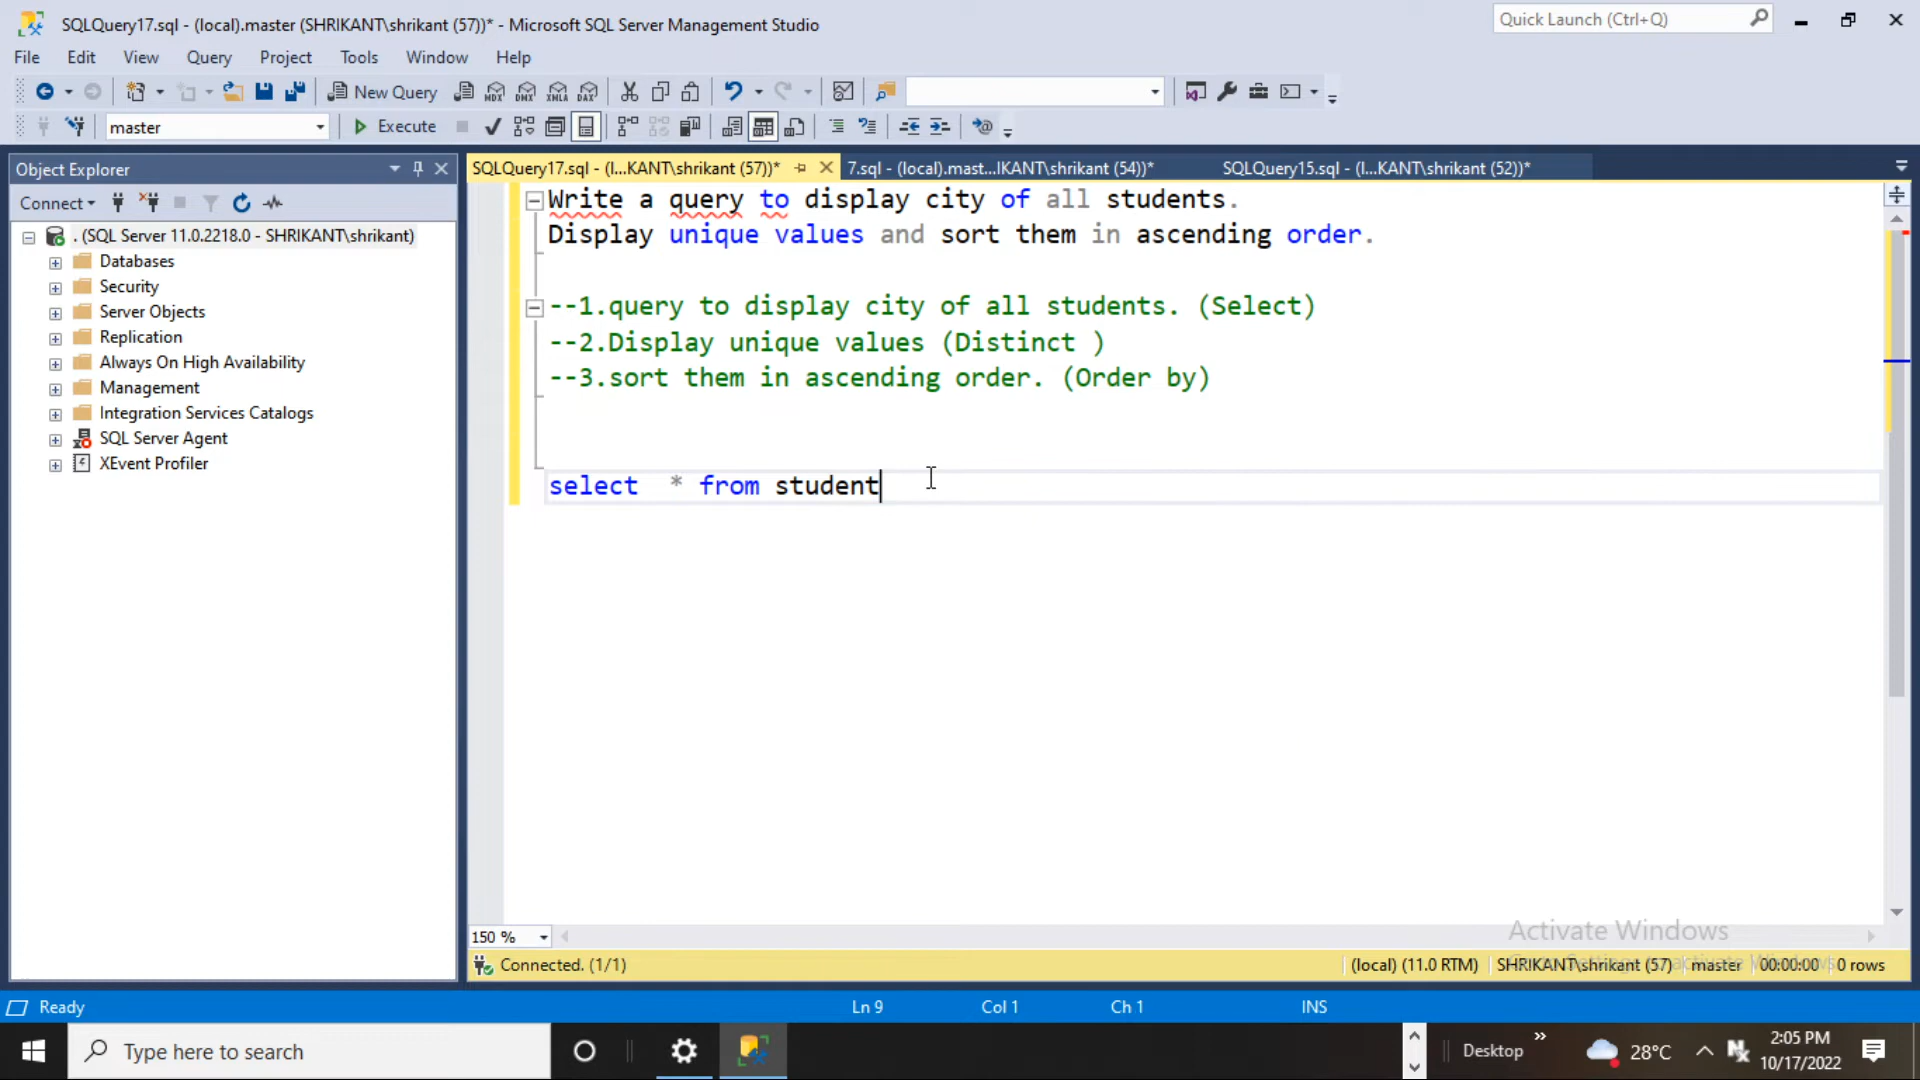 SQLQuery17.sql - (local).master (SHRIKANT\shrikant (57))* - Microsoft SQL Server Management Studio
Quick Launch (Ctrl+Q)
File Edit View Query Project Tools Window Help
New Query MDX DMX XMLA DAX
master Execute
Object Explorer
SQLQuery17.sql - (l...KANT\shrikant (57))* 7.sql - (local).mast...IKANT\shrikant (54))* SQLQuery15.sql - (l...KANT\shrikant (52))*
Connect
. (SQL Server 11.0.2218.0 - SHRIKANT\shrikant)
Databases
Security
Server Objects
Replication
Always On High Availability
Management
Integration Services Catalogs
SQL Server Agent
XEvent Profiler
Write a query to display city of all students.
Display unique values and sort them in ascending order.
--1.query to display city of all students. (Select)
--2.Display unique values (Distinct )
--3.sort them in ascending order. (Order by)
select  * from student
150 %
Activate Windows
Connected. (1/1) (local) (11.0 RTM) SHRIKANT\shrikant (57) master 00:00:00 0 rows
Ready Ln 9 Col 1 Ch 1 INS
Type here to search Desktop 28°C 2:05 PM
10/17/2022